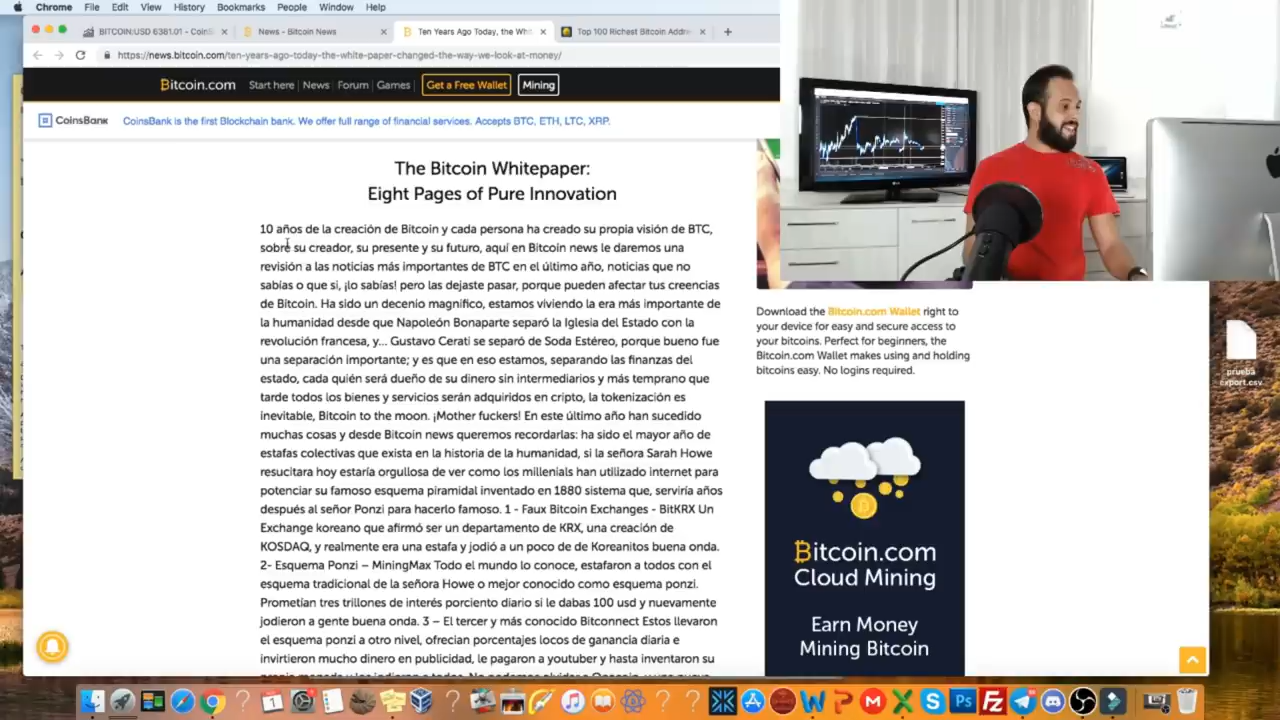 Chrome File Edit View History Bookmarks People Window Help
BITCOIN:USD 6381.01 - CoinB
News - Bitcoin News
Ten Years Ago Today, the Whi
Top 100 Richest Bitcoin Addre
https://news.bitcoin.com/ten-years-ago-today-the-white-paper-changed-the-way-we-look-at-money/
Bitcoin.com Start here | News | Forum | Games | Get a Free Wallet Mining
CoinsBank CoinsBank is the first Blockchain bank. We offer full range of financial services. Accepts BTC, ETH, LTC, XRP.
The Bitcoin Whitepaper:
Eight Pages of Pure Innovation
10 años de la creación de Bitcoin y cada persona ha creado su propia visión de BTC,
sobre su creador, su presente y su futuro, aquí en Bitcoin news le daremos una
revisión a las noticias más importantes de BTC en el último año, noticias que no
sabías o que si, ¡lo sabías! pero las dejaste pasar, porque pueden afectar tus creencias
de Bitcoin. Ha sido un decenio magnífico, estamos viviendo la era más importante de
la humanidad desde que Napoleón Bonaparte separó la Iglesia del Estado con la
revolución francesa, y... Gustavo Cerati se separó de Soda Estéreo, porque bueno fue
una separación importante; y es que en eso estamos, separando las finanzas del
estado, cada quién será dueño de su dinero sin intermediarios y más temprano que
tarde todos los bienes y servicios serán adquiridos en cripto, la tokenización es
inevitable, Bitcoin to the moon. ¡Mother fuckers! En este último año han sucedido
muchas cosas y desde Bitcoin news queremos recordarlas: ha sido el mayor año de
estafas colectivas que exista en la historia de la humanidad, si la señora Sarah Howe
resucitara hoy estaría orgullosa de ver como los millenials han utilizado internet para
potenciar su famoso esquema piramidal inventado en 1880 sistema que, serviría años
después al señor Ponzi para hacerlo famoso. 1 - Faux Bitcoin Exchanges - BitKRX Un
Exchange koreano que afirmó ser un departamento de KRX, una creación de
KOSDAQ, y realmente era una estafa y jodió a un poco de de Koreanitos buena onda.
2- Esquema Ponzi – MiningMax Todo el mundo lo conoce, estafaron a todos con el
esquema tradicional de la señora Howe o mejor conocido como esquema ponzi.
Prometían tres trillones de interés porciento diario si le dabas 100 usd y nuevamente
jodieron a gente buena onda. 3 – El tercer y más conocido Bitconnect Estos llevaron
el esquema ponzi a otro nivel, ofrecian porcentajes locos de ganancia diaria e
invirtieron mucho dinero en publicidad, le pagaron a youtuber y hasta inventaron su
Download the Bitcoin.com Wallet right to
your device for easy and secure access to
your bitcoins. Perfect for beginners, the
Bitcoin.com Wallet makes using and holding
bitcoins easy. No logins required.
Bitcoin.com
Cloud Mining
Earn Money
Mining Bitcoin
prueba
export.csv